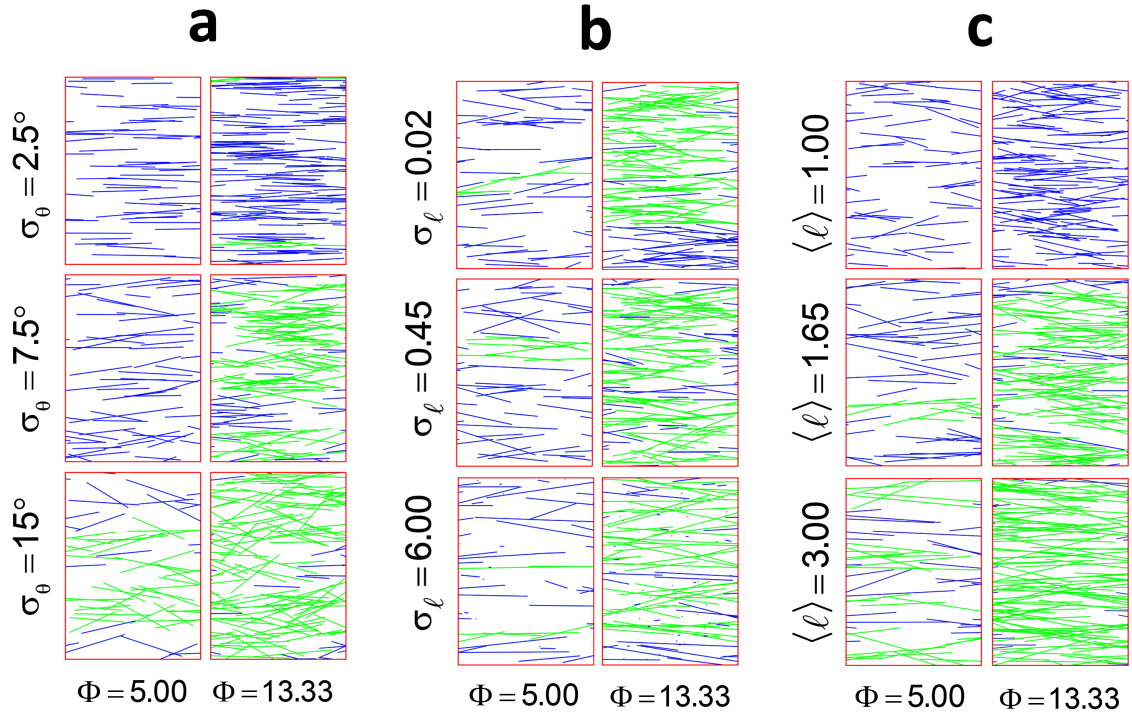 a
b
c
σθ = 2.5°
σθ = 7.5°
σθ = 15°
σℓ = 0.02
σℓ = 0.45
σℓ = 6.00
⟨ℓ⟩ = 1.00
⟨ℓ⟩ = 1.65
⟨ℓ⟩ = 3.00
Φ = 5.00 Φ = 13.33
Φ = 5.00 Φ = 13.33
Φ = 5.00 Φ = 13.33